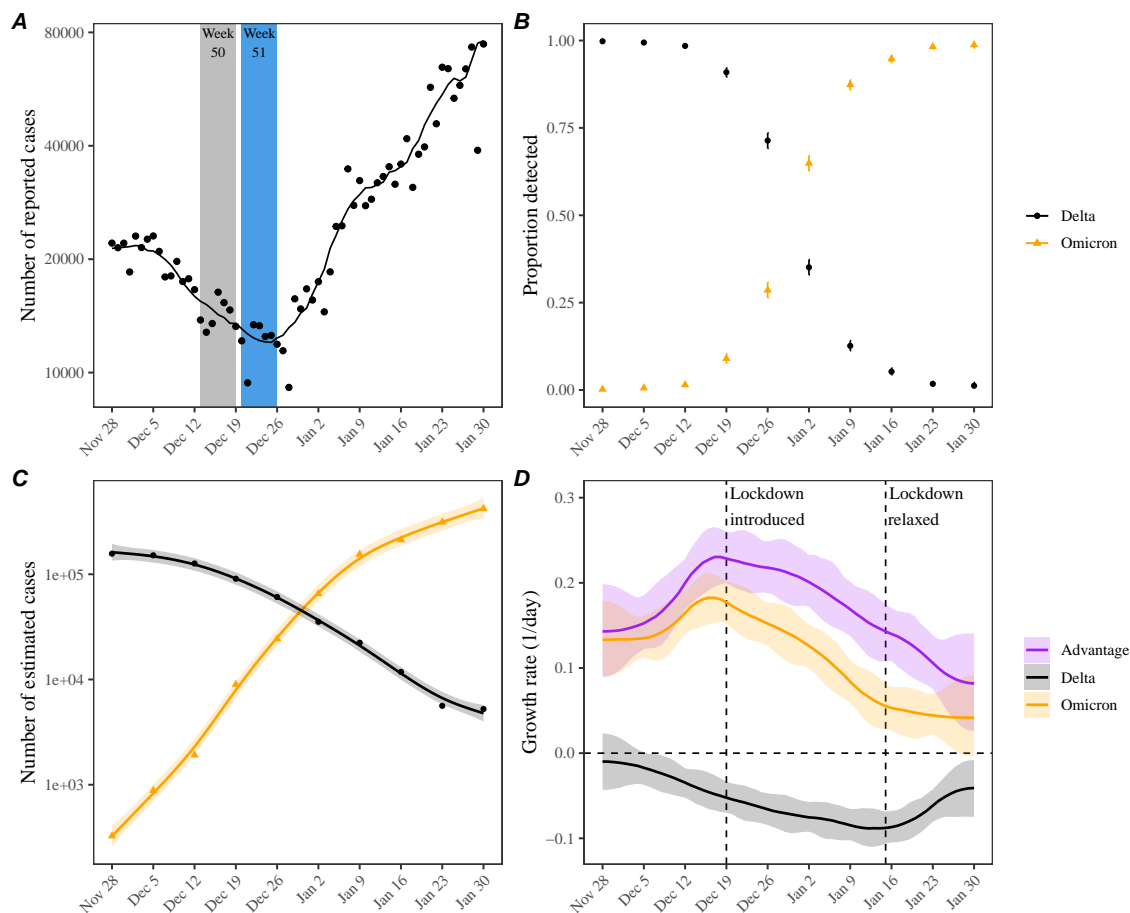 A
Number of reported cases
80000
40000
20000
10000
Week
50
Week
51
Nov 28
Dec 5
Dec 12
Dec 19
Dec 26
Jan 2
Jan 9
Jan 16
Jan 23
Jan 30
B
Proportion detected
1.00
0.75
0.50
0.25
0.00
Nov 28
Dec 5
Dec 12
Dec 19
Dec 26
Jan 2
Jan 9
Jan 16
Jan 23
Jan 30
Delta
Omicron
C
Number of estimated cases
1e+05
1e+04
1e+03
Nov 28
Dec 5
Dec 12
Dec 19
Dec 26
Jan 2
Jan 9
Jan 16
Jan 23
Jan 30
D
Growth rate (1/day)
0.3
0.2
0.1
0.0
−0.1
Lockdown
introduced
Lockdown
relaxed
Nov 28
Dec 5
Dec 12
Dec 19
Dec 26
Jan 2
Jan 9
Jan 16
Jan 23
Jan 30
Advantage
Delta
Omicron